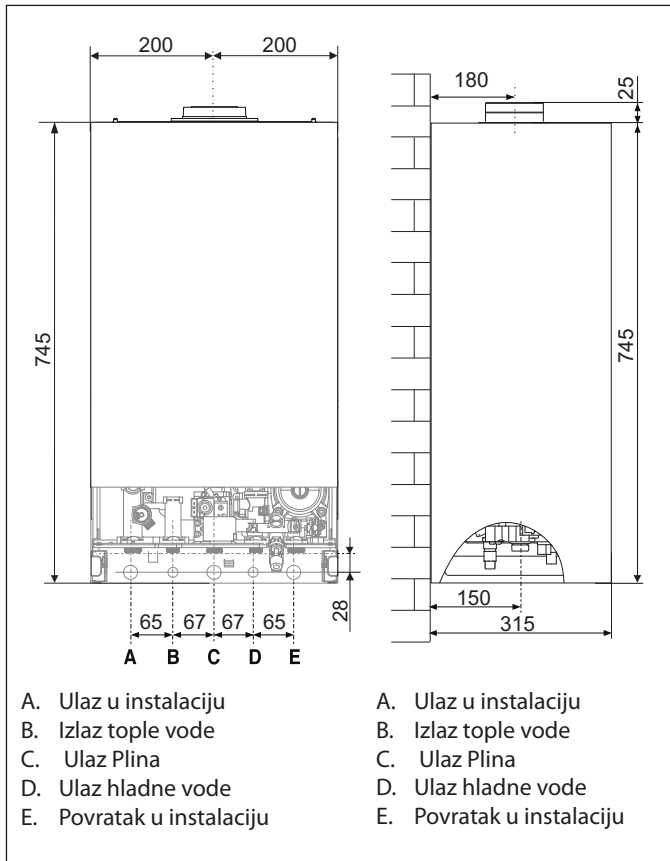 200 200
180
25
745
745
28
65 67 67 65
A B C D E
150
315
A. Ulaz u instalaciju
B. Izlaz tople vode
C. Ulaz Plina
D. Ulaz hladne vode
E. Povratak u instalaciju
A. Ulaz u instalaciju
B. Izlaz tople vode
C. Ulaz Plina
D. Ulaz hladne vode
E. Povratak u instalaciju